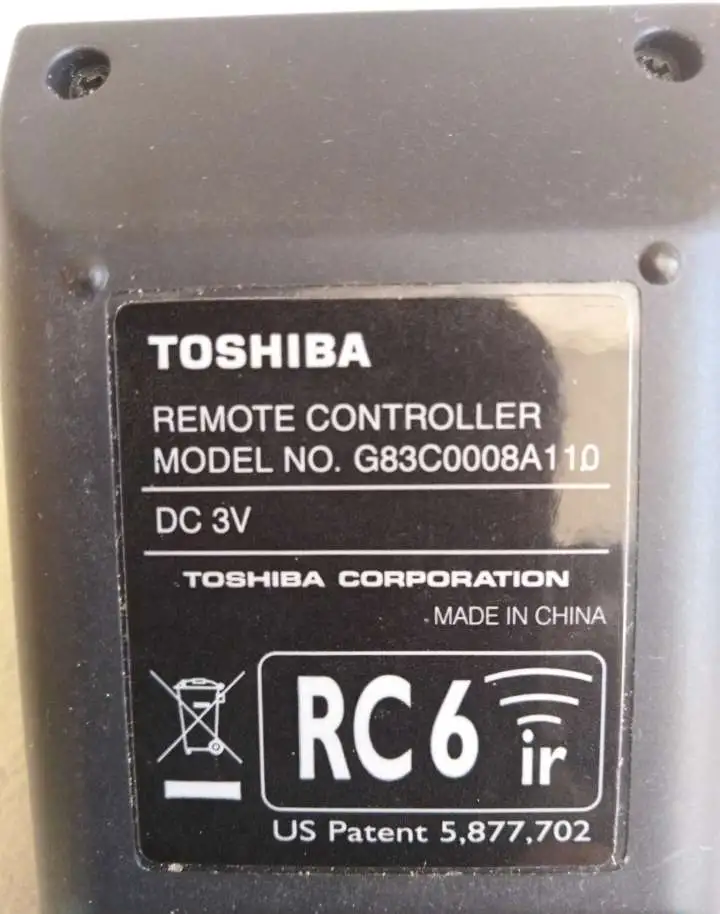 TOSHIBA
REMOTE CONTROLLER
MODEL NO. G83C0008A110
DC 3V
TOSHIBA CORPORATION
MADE IN CHINA
RC6 ir
US Patent 5,877,702